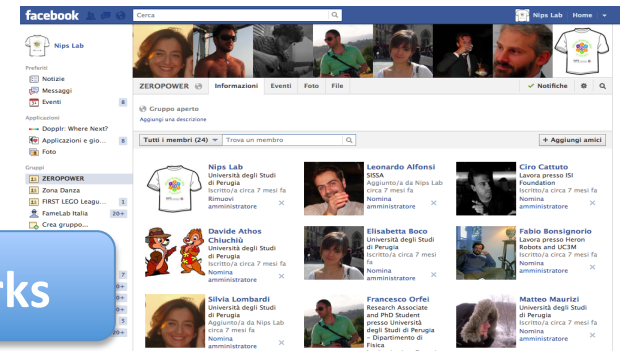 facebook
Cerca
Nips Lab
Home
Nips Lab
Preferiti
Notizie
Messaggi
Eventi 8
Applicazioni
Dopplr: Where Next?
Applicazioni e gio... 8
Foto
Gruppi
ZEROPOWER
Zona Danza
FIRST LEGO Leagu... 1
FameLab Italia 20+
Crea gruppo...
7
0+
0+
5
20+
rks
ZEROPOWER Informazioni Eventi Foto File
Notifiche
Gruppo aperto
Aggiungi una descrizione
Tutti i membri (24) Trova un membro
+ Aggiungi amici
Nips Lab
Università degli Studi
di Perugia
Iscritto/a circa 7 mesi fa
Rimuovi
amministratore
Leonardo Alfonsi
SISSA
Aggiunto/a da Nips Lab
circa 7 mesi fa
Nomina
amministratore
Ciro Cattuto
Lavora presso ISI
Foundation
Iscritto/a circa 7 mesi fa
Nomina
amministratore
Davide Athos
Chiuchiù
Università degli Studi
di Perugia
Iscritto/a circa 7 mesi fa
Nomina
amministratore
Elisabetta Boco
Università degli Studi
di Perugia
Iscritto/a circa 7 mesi
fa
Nomina
amministratore
Fabio Bonsignorio
Lavora presso Heron
Robots and UC3M
Iscritto/a circa 7 mesi fa
Nomina
amministratore
Silvia Lombardi
Università degli Studi
di Perugia
Aggiunto/a da Nips Lab
circa 7 mesi fa
Nomina
amministratore
Francesco Orfei
Research Associate
and PhD Student
presso Università
degli Studi di Perugia
- Dipartimento di
Fisica
Matteo Maurizi
Università degli Studi
di Perugia
Iscritto/a circa 7 mesi fa
Nomina
amministratore